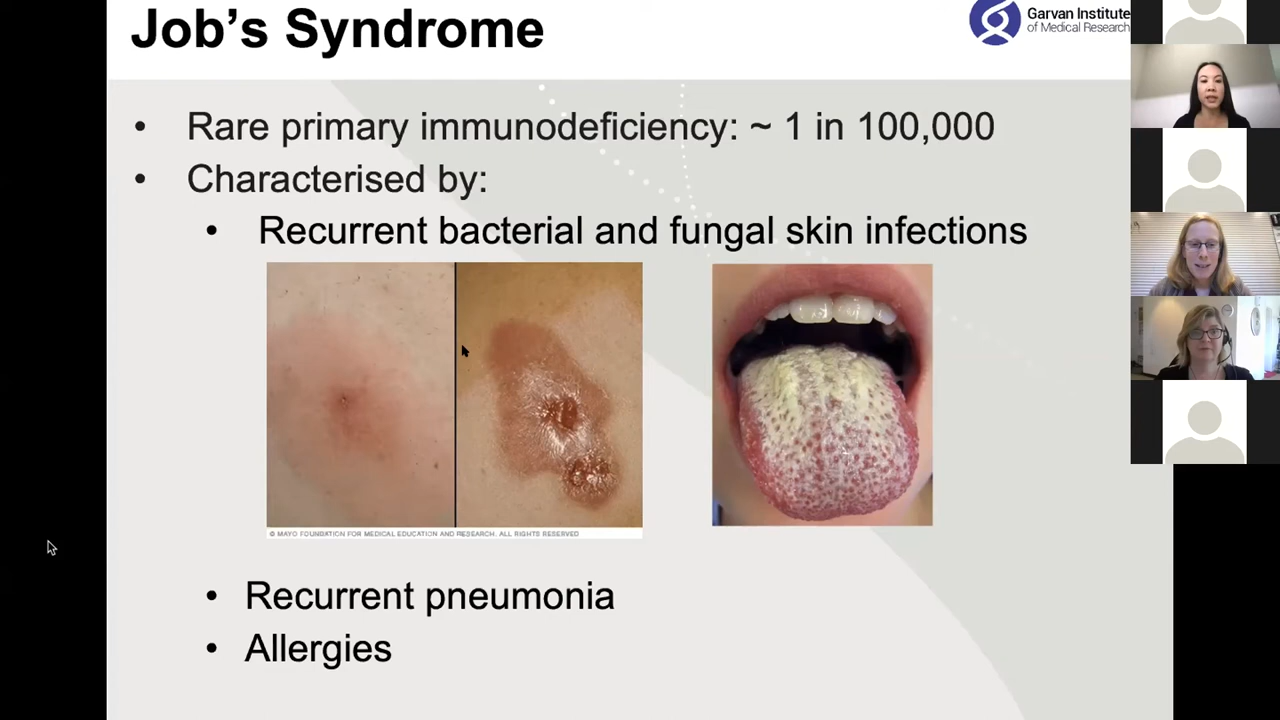 Job's Syndrome
Garvan Institute
of Medical Research
• Rare primary immunodeficiency: ~ 1 in 100,000
• Characterised by:
• Recurrent bacterial and fungal skin infections
© MAYO FOUNDATION FOR MEDICAL EDUCATION AND RESEARCH. ALL RIGHTS RESERVED
• Recurrent pneumonia
• Allergies